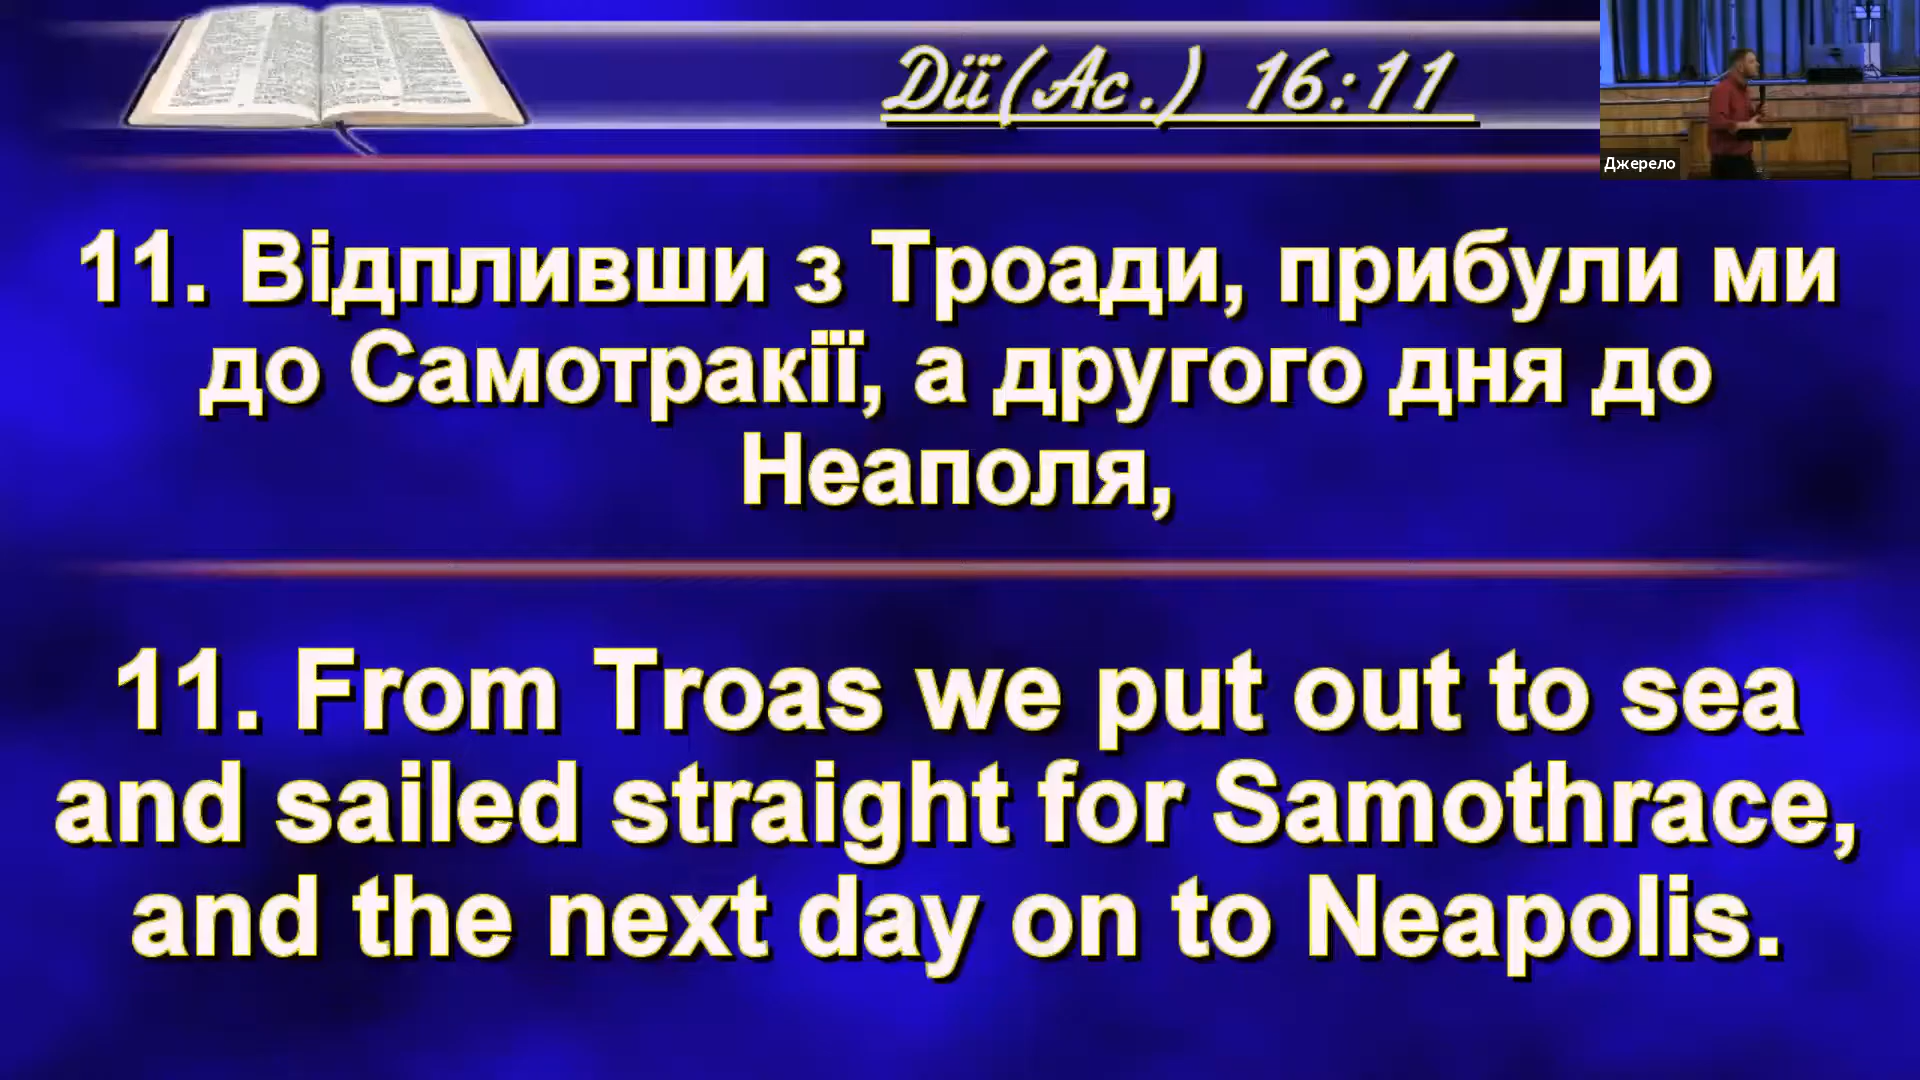 Дії(Ac.) 16:11
Джерело
11. Відпливши з Троади, прибули ми
до Самотракії, а другого дня до
Неаполя,
11. From Troas we put out to sea
and sailed straight for Samothrace,
and the next day on to Neapolis.